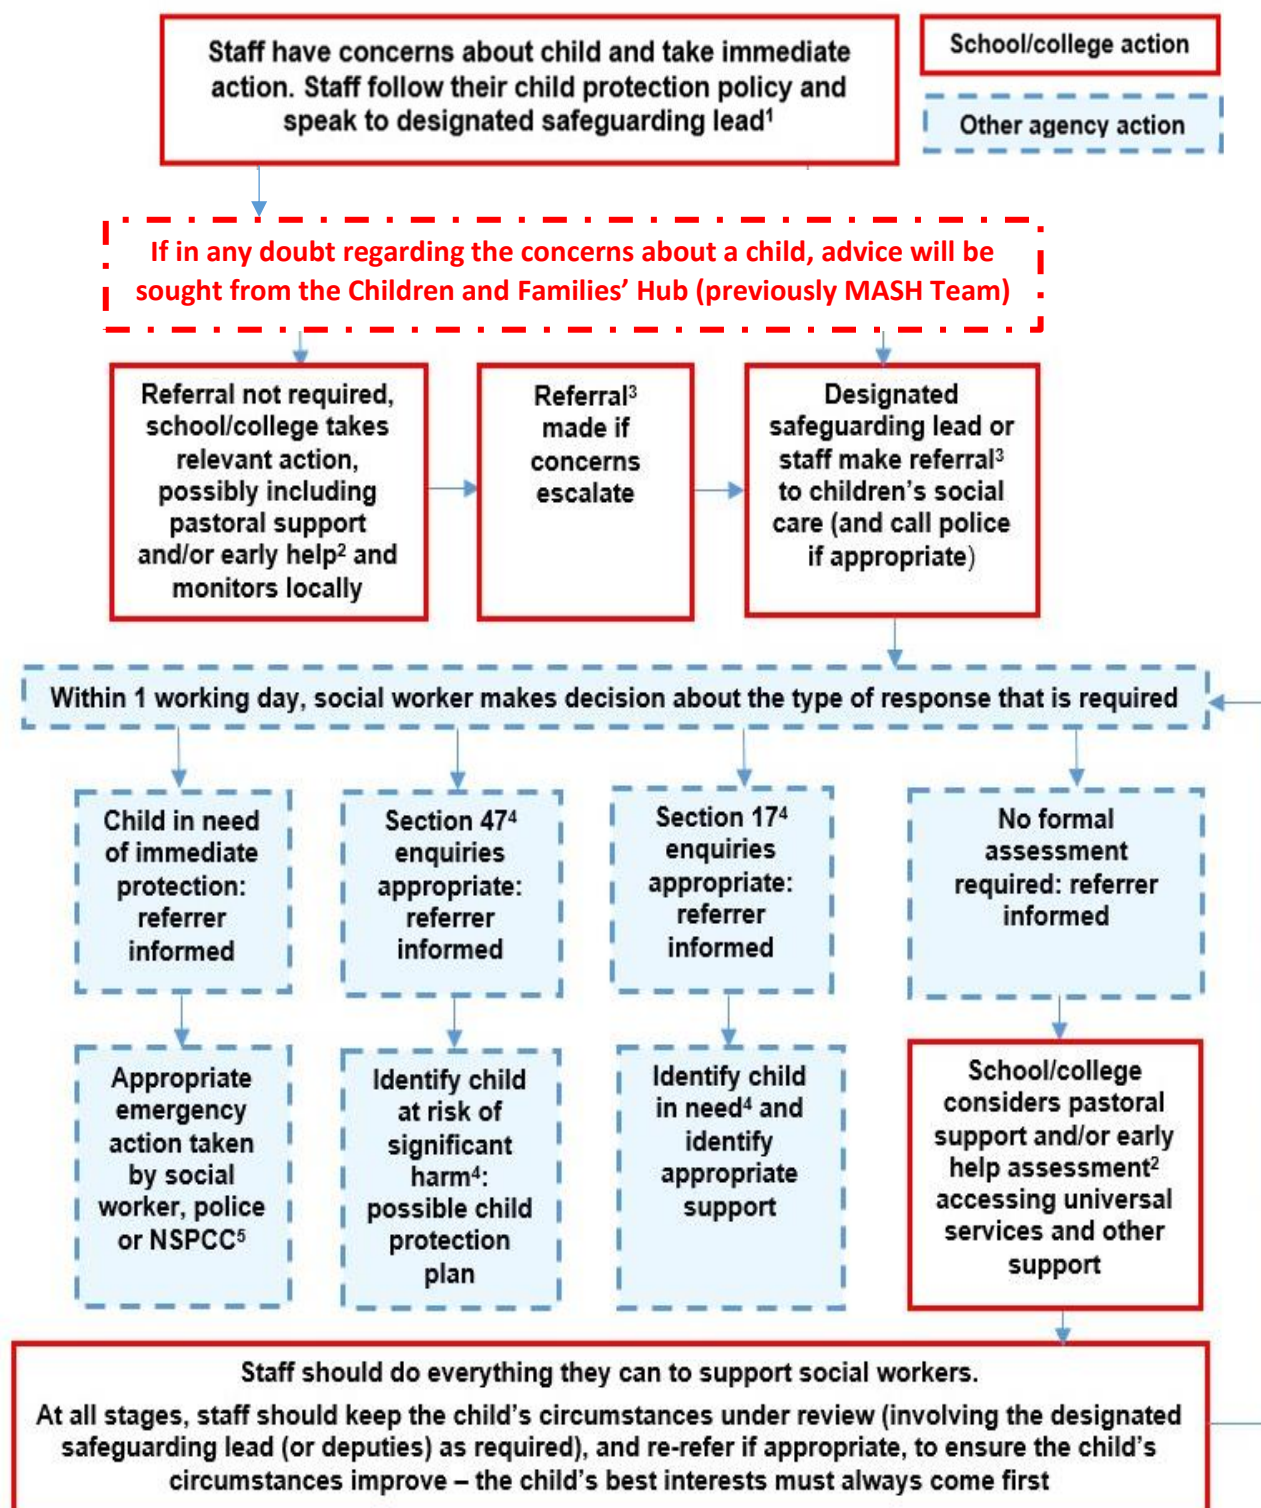 Staff have concerns about child and take immediate
action. Staff follow their child protection policy and
speak to designated safeguarding lead¹
School/college action
Other agency action
If in any doubt regarding the concerns about a child, advice will be
sought from the Children and Families’ Hub (previously MASH Team)
Referral not required,
school/college takes
relevant action,
possibly including
pastoral support
and/or early help² and
monitors locally
Referral³
made if
concerns
escalate
Designated
safeguarding lead or
staff make referral³
to children’s social
care (and call police
if appropriate)
Within 1 working day, social worker makes decision about the type of response that is required
Child in need
of immediate
protection:
referrer
informed
Section 47⁴
enquiries
appropriate:
referrer
informed
Section 17⁴
enquiries
appropriate:
referrer
informed
No formal
assessment
required: referrer
informed
Appropriate
emergency
action taken
by social
worker, police
or NSPCC⁵
Identify child
at risk of
significant
harm⁴:
possible child
protection
plan
Identify child
in need⁴ and
identify
appropriate
support
School/college
considers pastoral
support and/or early
help assessment²
accessing universal
services and other
support
Staff should do everything they can to support social workers.
At all stages, staff should keep the child’s circumstances under review (involving the designated
safeguarding lead (or deputies) as required), and re-refer if appropriate, to ensure the child’s
circumstances improve – the child’s best interests must always come first